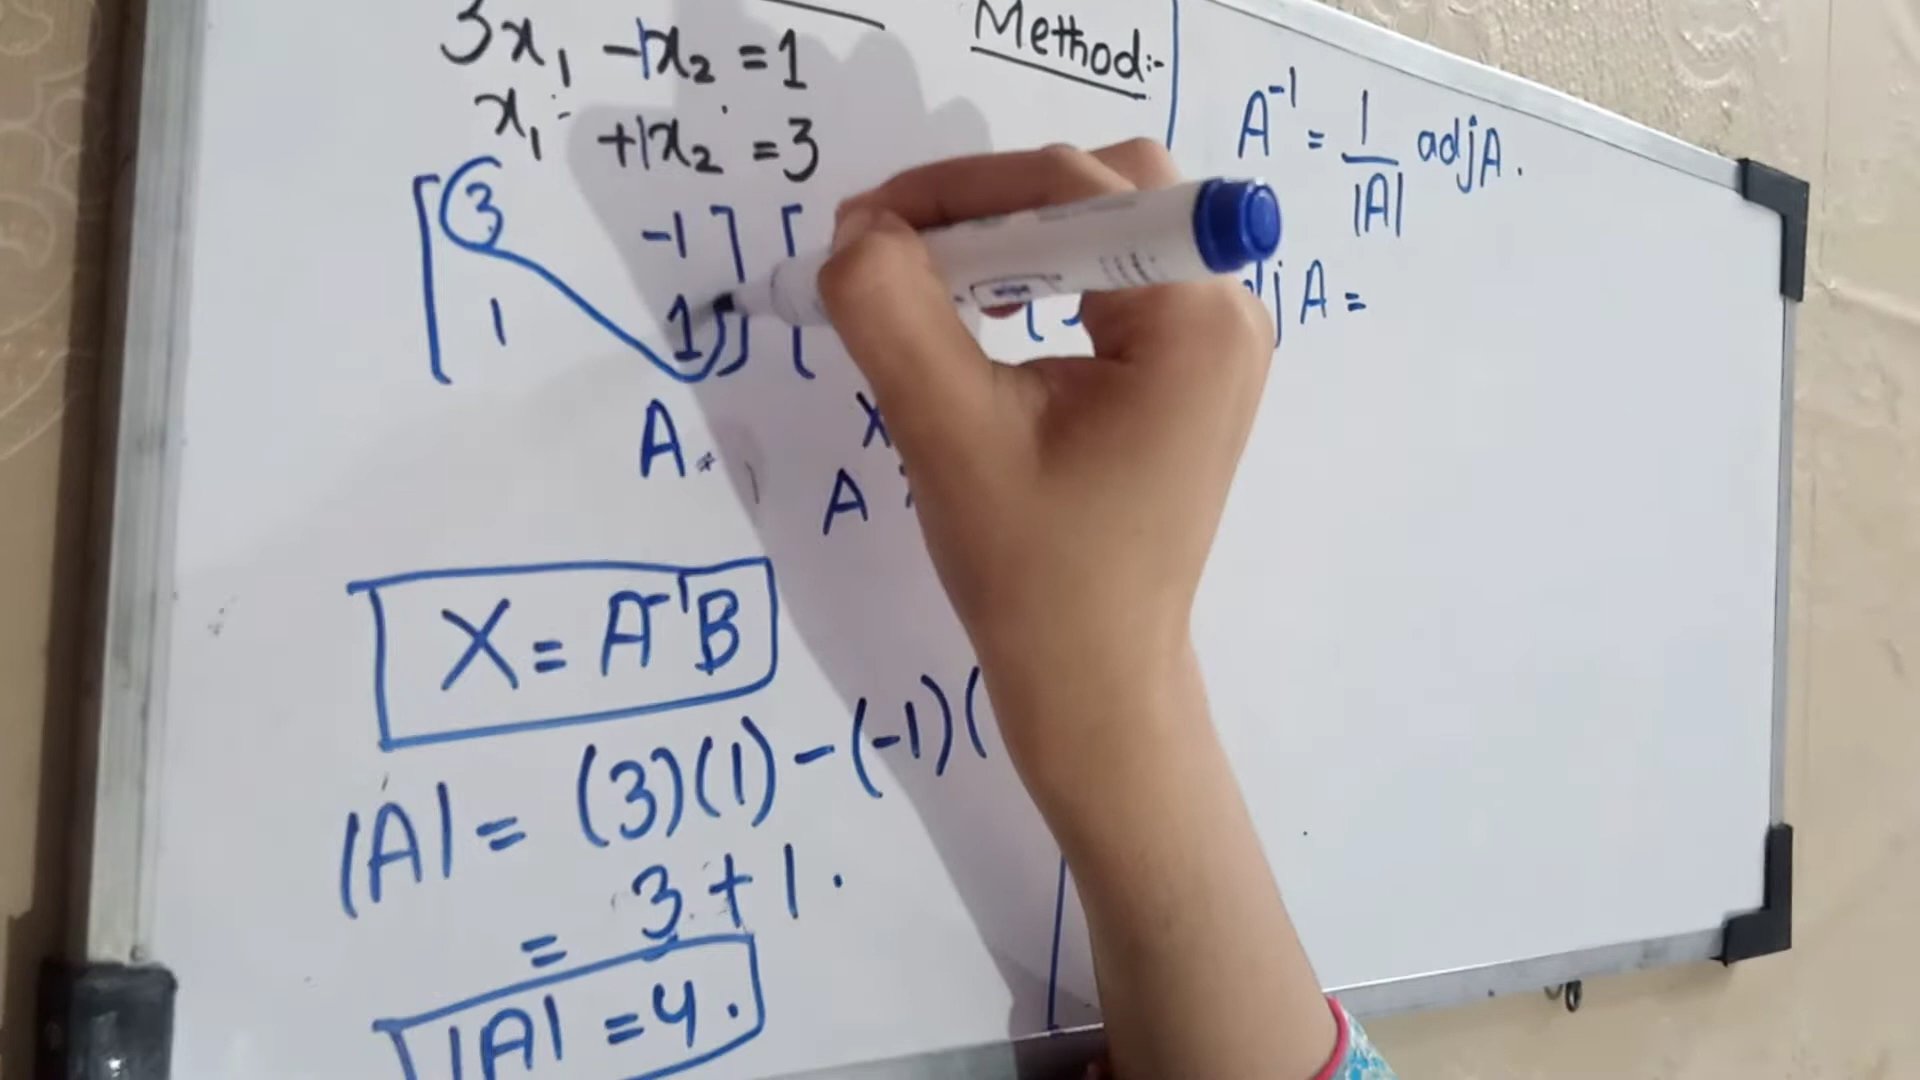 3x₁ -1x₂ = 1
x₁ +1x₂ = 3
Method:-
[ 3 -1 ] [
[ 1 1 ] [
A X
A
X = A⁻¹B
|A| = (3)(1) - (-1)(
= 3 + 1.
|A| = 4.
A⁻¹ = 1/|A| adjA.
dj A =